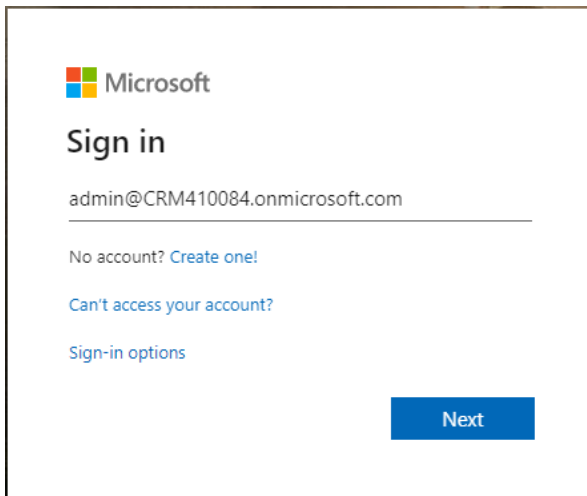 Microsoft
Sign in
admin@CRM410084.onmicrosoft.com
No account? Create one!
Can't access your account?
Sign-in options
Next